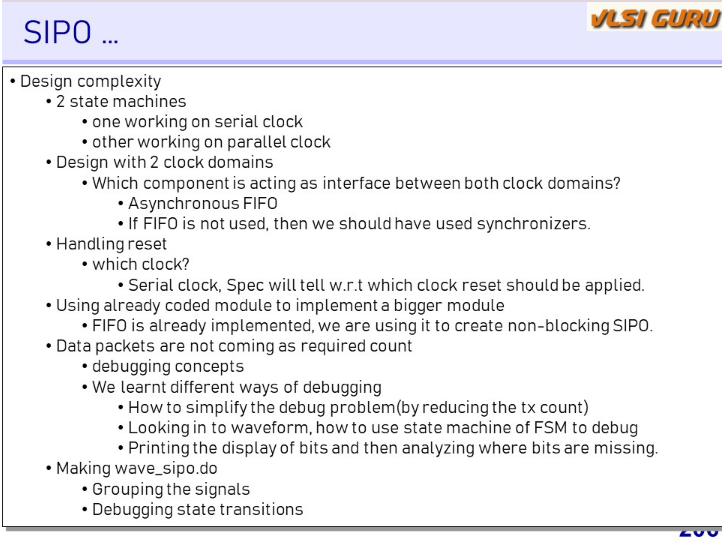 SIPO ...
VLSI GURU
• Design complexity
• 2 state machines
• one working on serial clock
• other working on parallel clock
• Design with 2 clock domains
• Which component is acting as interface between both clock domains?
• Asynchronous FIFO
• If FIFO is not used, then we should have used synchronizers.
• Handling reset
• which clock?
• Serial clock, Spec will tell w.r.t which clock reset should be applied.
• Using already coded module to implement a bigger module
• FIFO is already implemented, we are using it to create non-blocking SIPO.
• Data packets are not coming as required count
• debugging concepts
• We learnt different ways of debugging
• How to simplify the debug problem(by reducing the tx count)
• Looking in to waveform, how to use state machine of FSM to debug
• Printing the display of bits and then analyzing where bits are missing.
• Making wave_sipo.do
• Grouping the signals
• Debugging state transitions